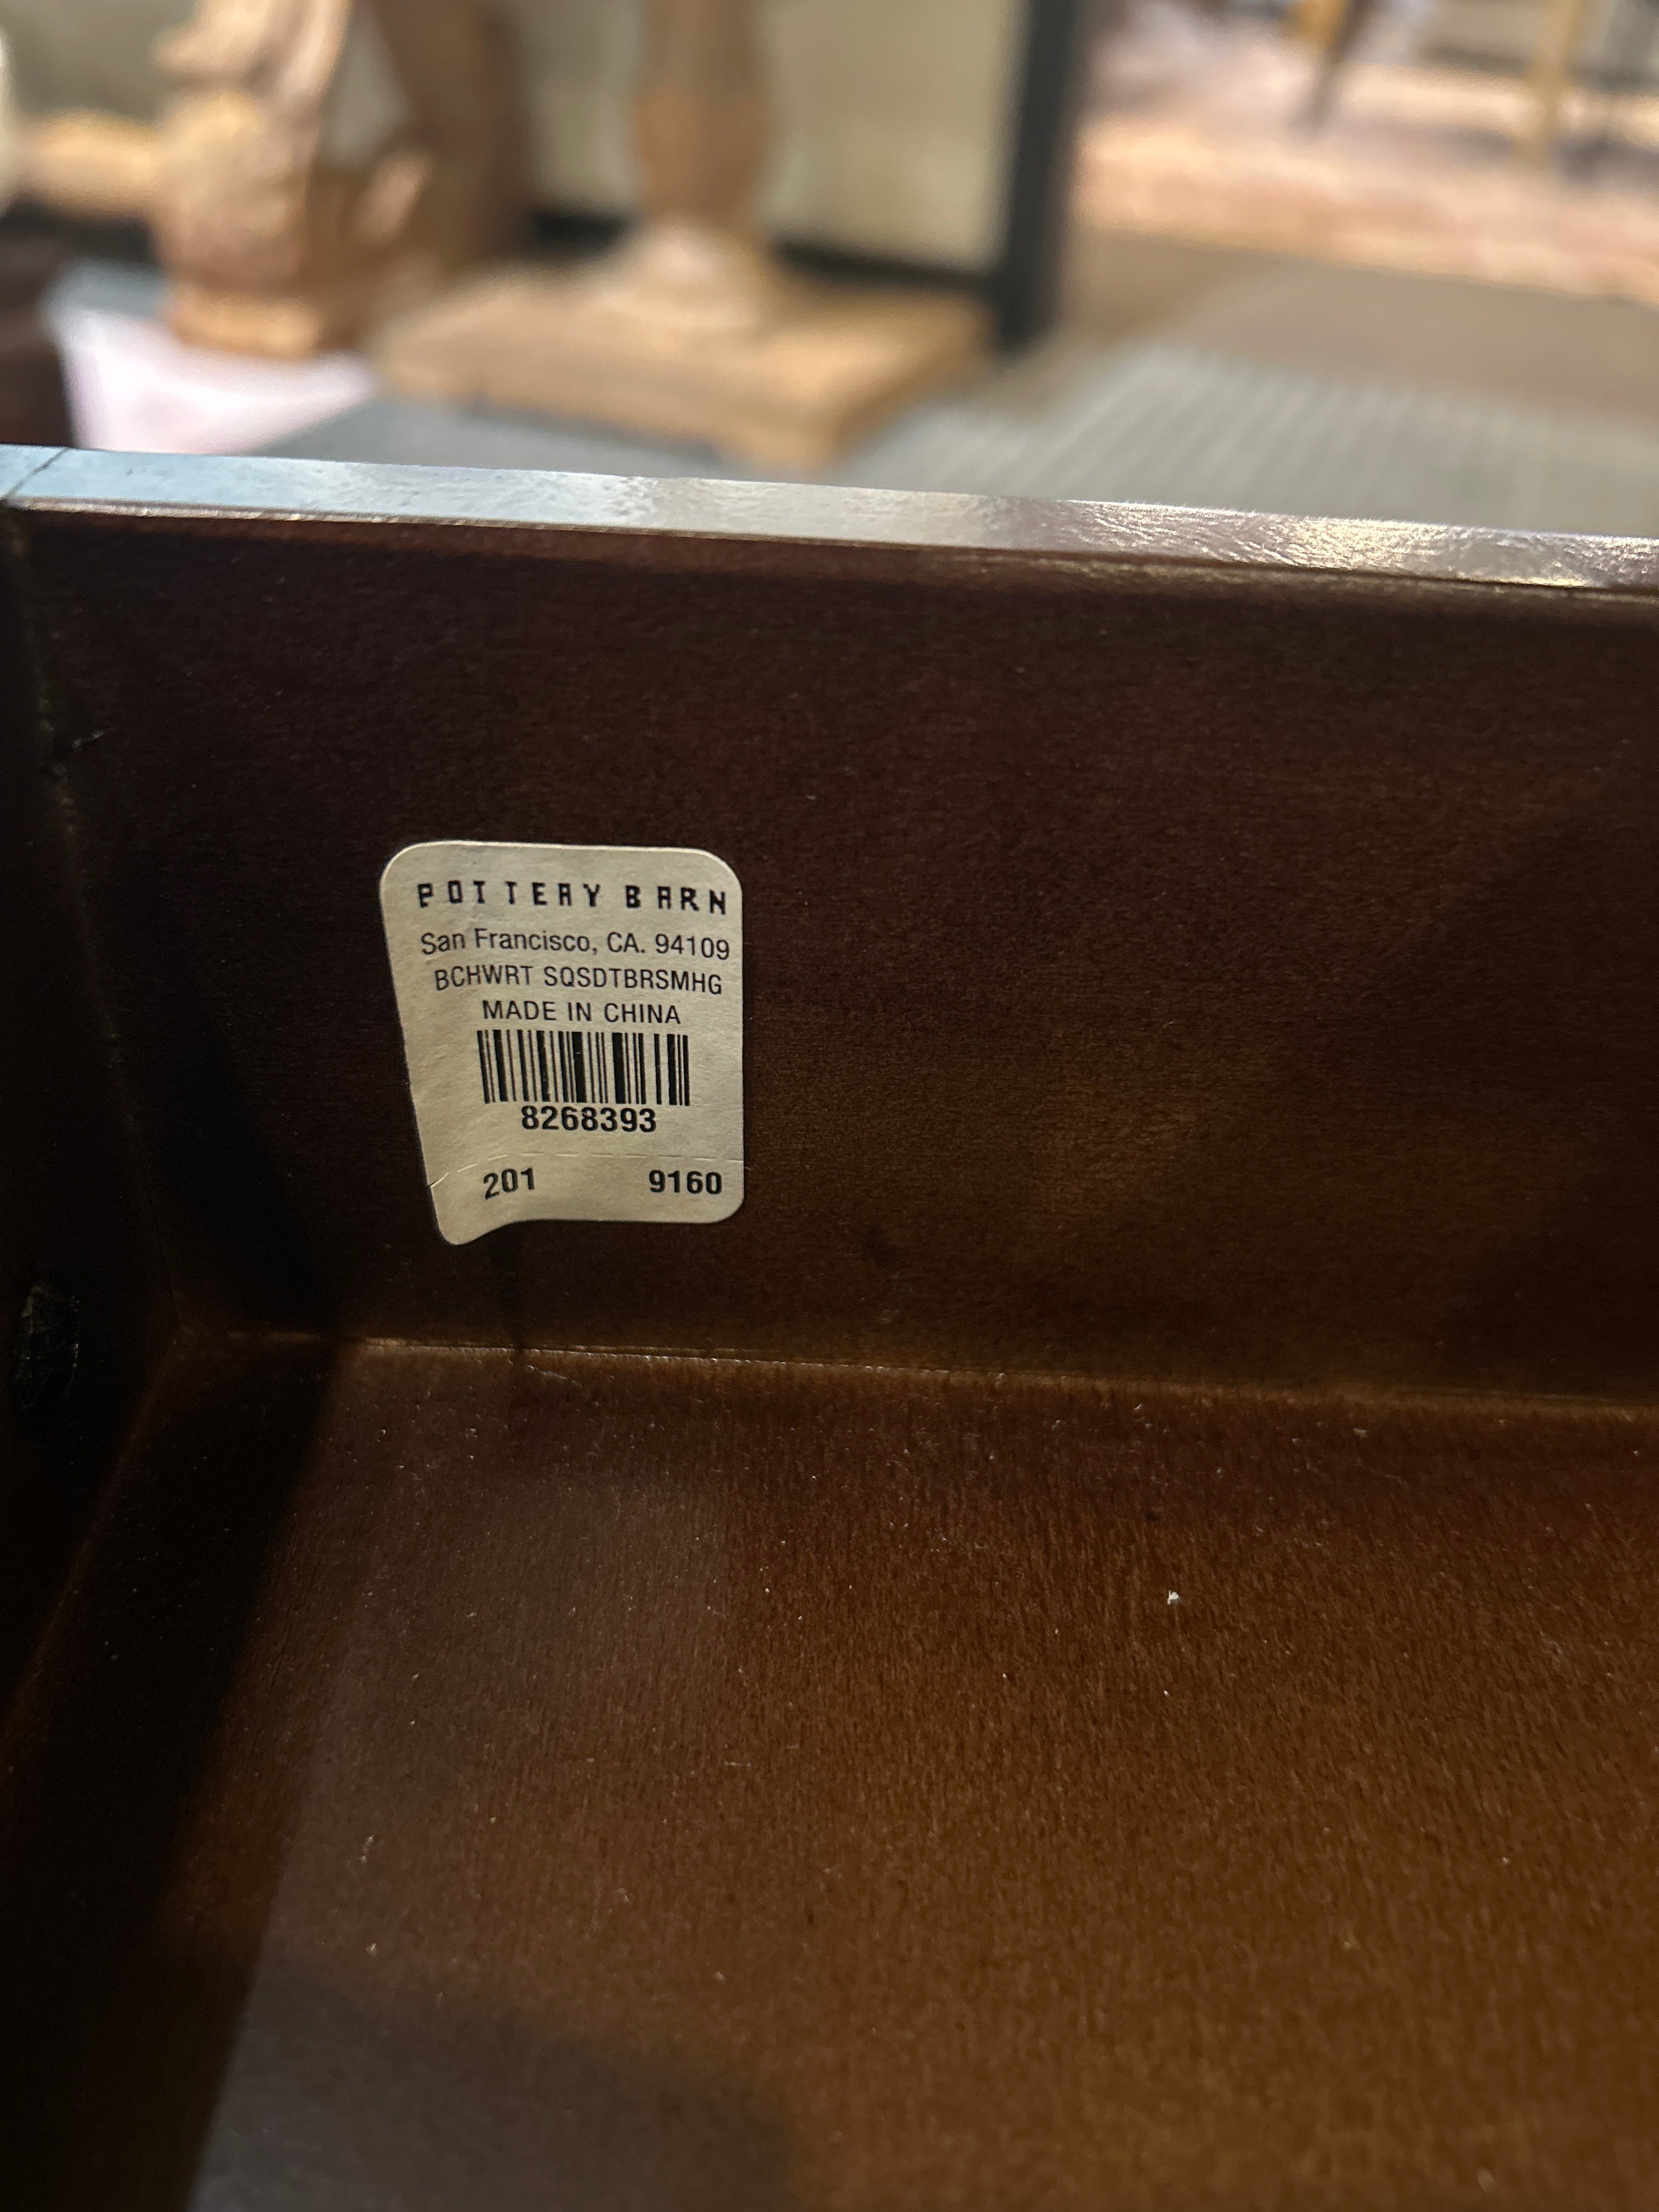 POTTERY BARN
San Francisco, CA. 94109
BCHWRT SQSDTBRSMHG
MADE IN CHINA
8268393
201 9160